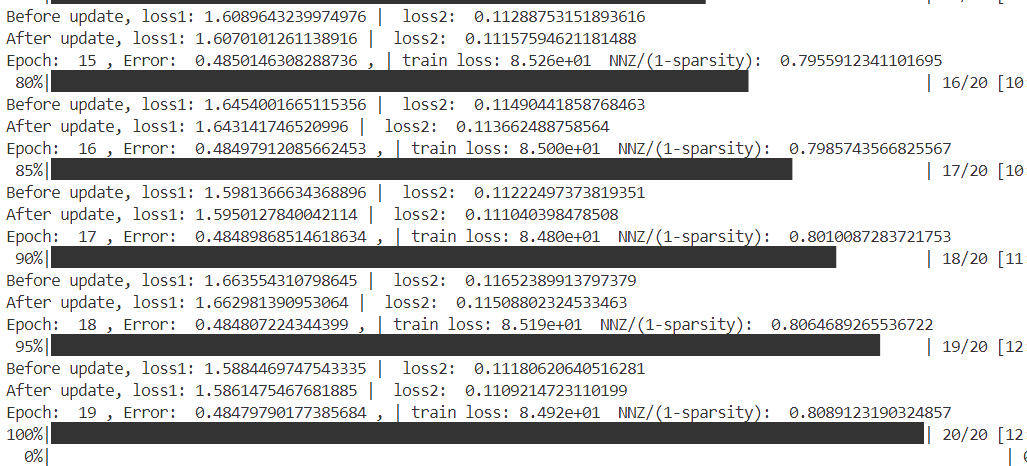 Before update, loss1: 1.6089643239974976 | loss2: 0.11288753151893616
After update, loss1: 1.6070101261138916 | loss2: 0.11157594621181488
Epoch: 15 , Error: 0.4850146308288736 , | train loss: 8.526e+01 NNZ/(1-sparsity): 0.7955912341101695
80%| | 16/20 [10
Before update, loss1: 1.6454001665115356 | loss2: 0.11490441858768463
After update, loss1: 1.643141746520996 | loss2: 0.113662488758564
Epoch: 16 , Error: 0.48497912085662453 , | train loss: 8.500e+01 NNZ/(1-sparsity): 0.7985743566825567
85%| | 17/20 [10
Before update, loss1: 1.5981366634368896 | loss2: 0.11222497373819351
After update, loss1: 1.5950127840042114 | loss2: 0.111040398478508
Epoch: 17 , Error: 0.48489868514618634 , | train loss: 8.480e+01 NNZ/(1-sparsity): 0.8010087283721753
90%| | 18/20 [11
Before update, loss1: 1.663554310798645 | loss2: 0.11652389913797379
After update, loss1: 1.662981390953064 | loss2: 0.11508802324533463
Epoch: 18 , Error: 0.484807224344399 , | train loss: 8.519e+01 NNZ/(1-sparsity): 0.8064689265536722
95%| | 19/20 [12
Before update, loss1: 1.5884469747543335 | loss2: 0.11180620640516281
After update, loss1: 1.5861475467681885 | loss2: 0.1109214723110199
Epoch: 19 , Error: 0.48479790177385684 , | train loss: 8.492e+01 NNZ/(1-sparsity): 0.8089123190324857
100%| | 20/20 [12
0%| |